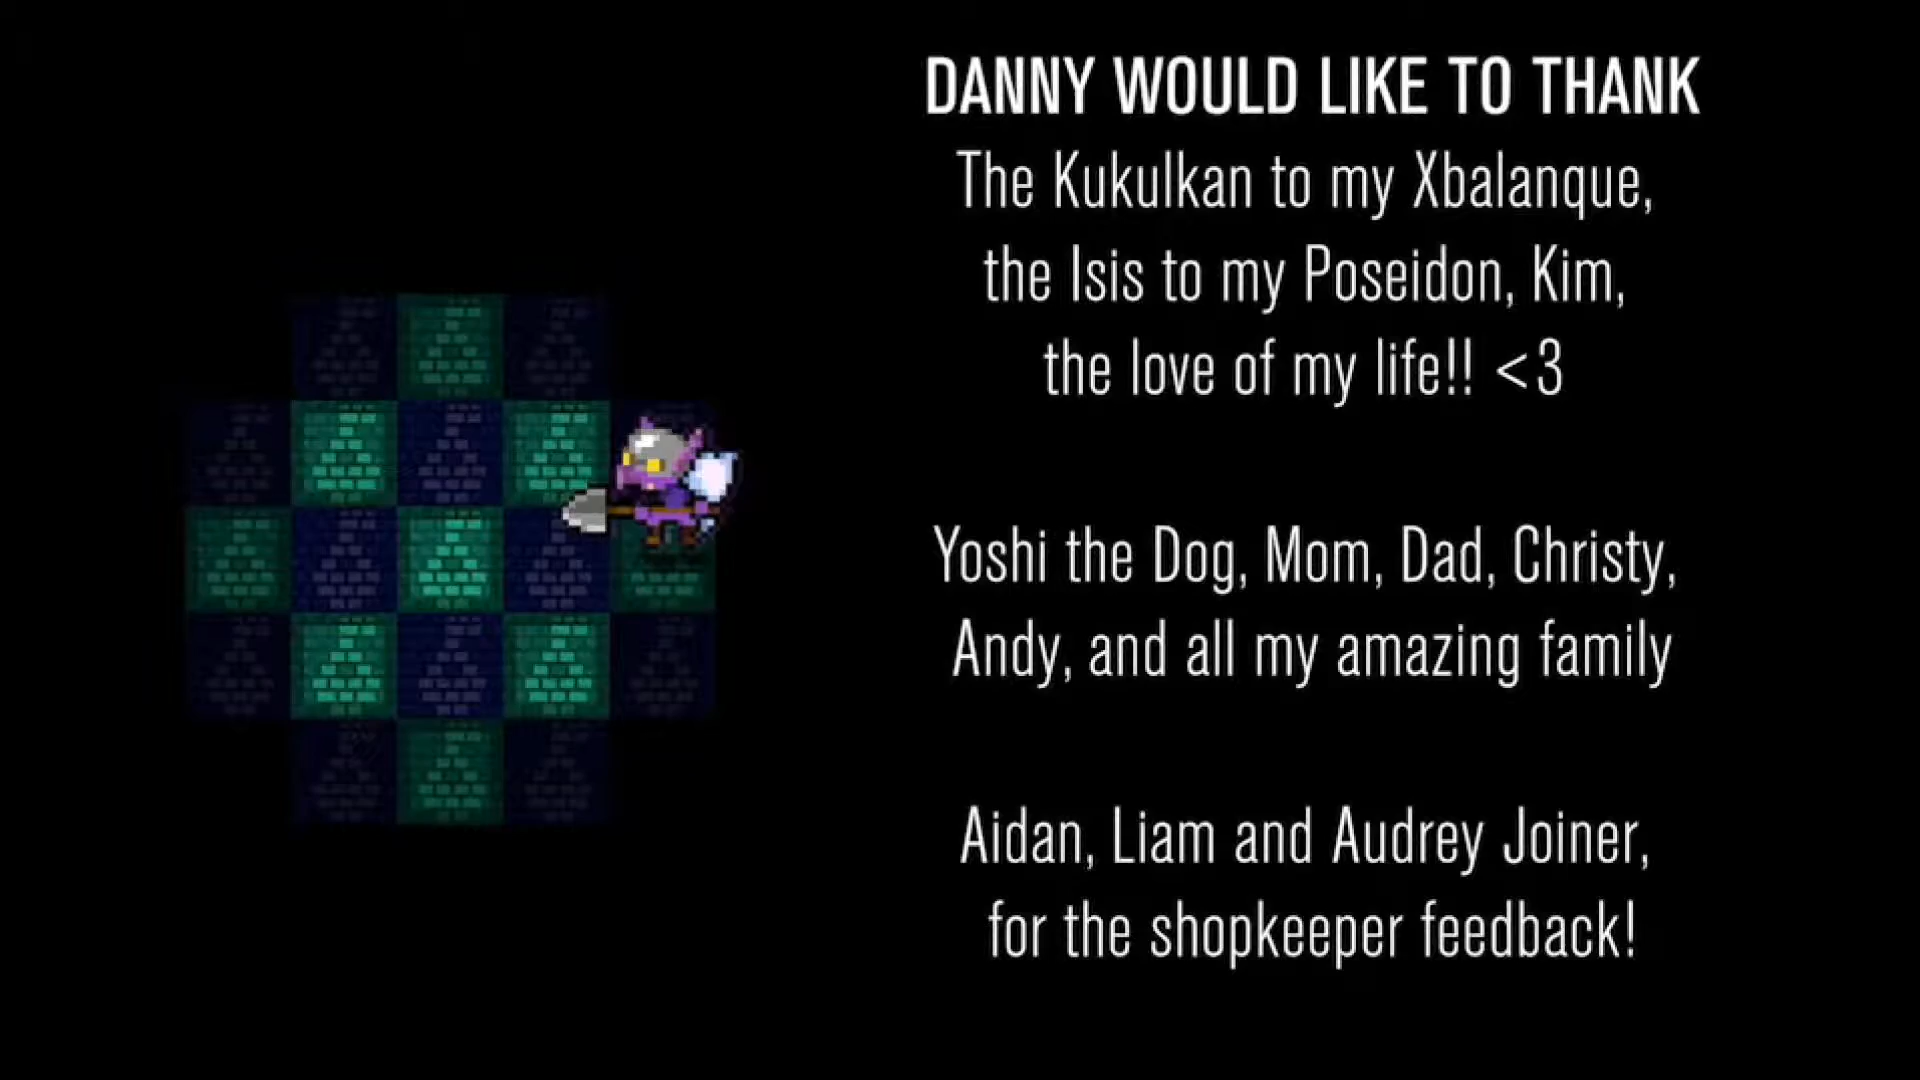 DANNY WOULD LIKE TO THANK
The Kukulkan to my Xbalanque,
the Isis to my Poseidon, Kim,
the love of my life!! <3
Yoshi the Dog, Mom, Dad, Christy,
Andy, and all my amazing family
Aidan, Liam and Audrey Joiner,
for the shopkeeper feedback!